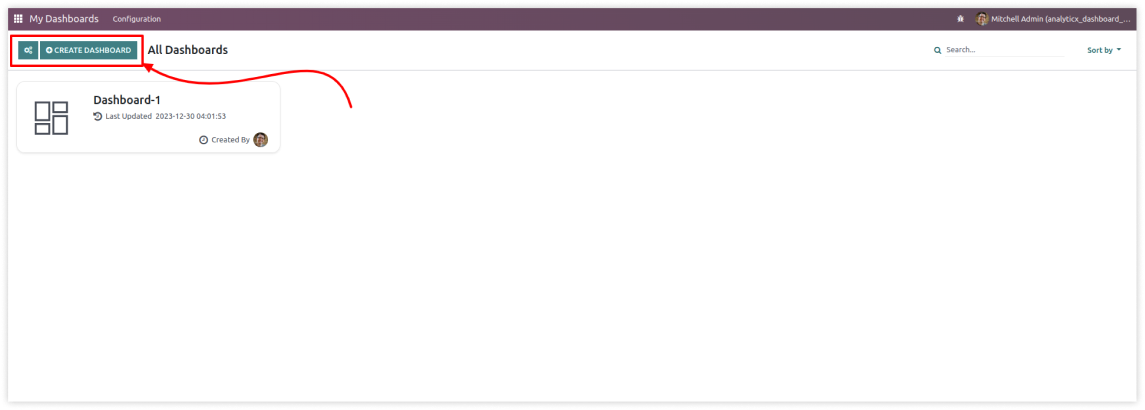 My Dashboards Configuration Mitchell Admin (analyticx_dashboard_...
CREATE DASHBOARD All Dashboards Search... Sort by
Dashboard-1
Last Updated 2023-12-30 04:01:53
Created By